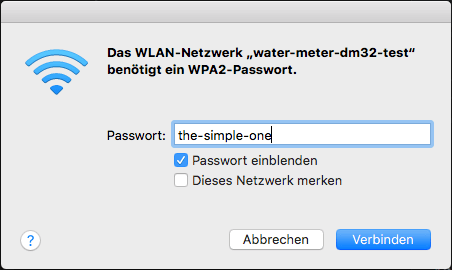 Das WLAN-Netzwerk „water-meter-dm32-test“
benötigt ein WPA2-Passwort.
Passwort: the-simple-one
Passwort einblenden
Dieses Netzwerk merken
? Abbrechen Verbinden